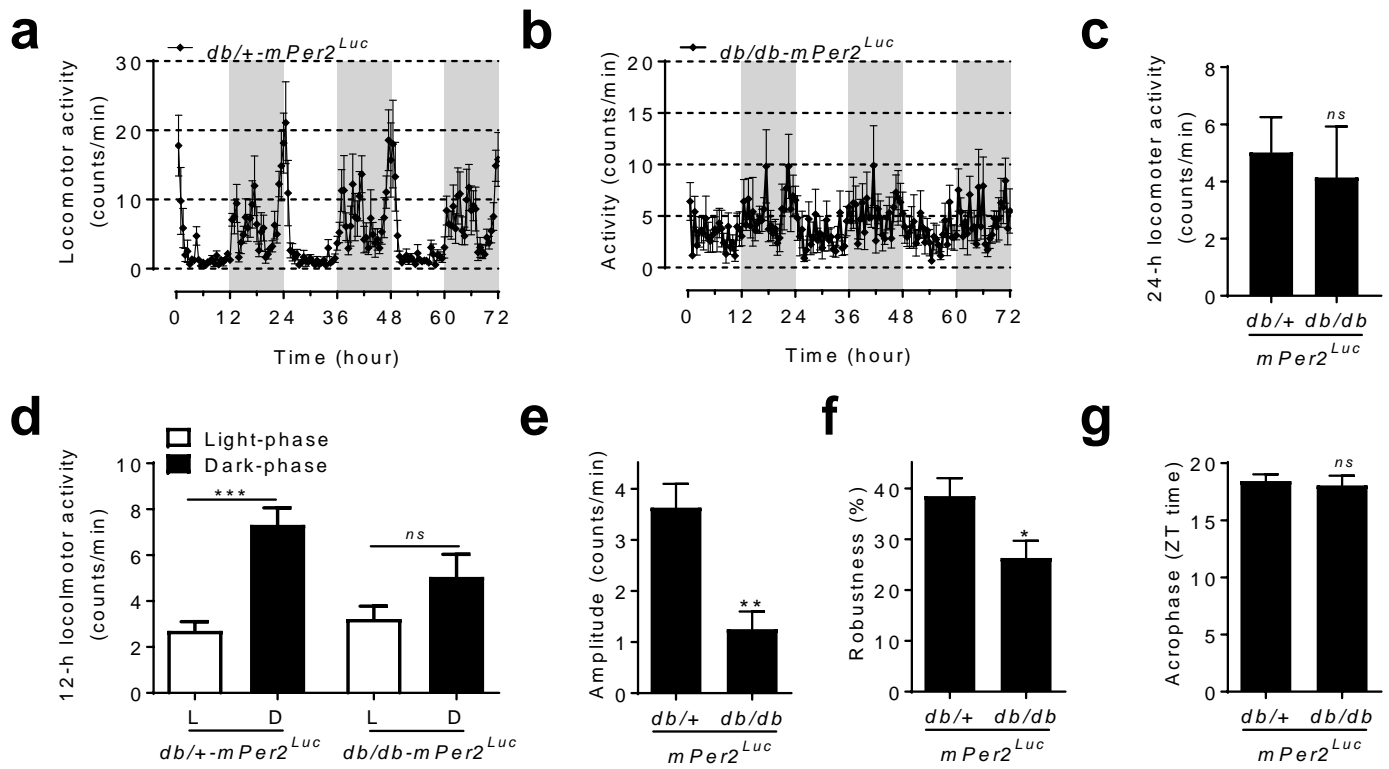 a
db/+-mPer2Luc
Locomotor activity
(counts/min)
30
20
10
0
0 12 24 36 48 60 72
Time (hour)
b
db/db-mPer2Luc
Activity (counts/min)
20
15
10
5
0
0 12 24 36 48 60 72
Time (hour)
c
24-h locomoter activity
(counts/min)
8
6
4
2
0
ns
db/+ db/db
mPer2Luc
d
Light-phase
Dark-phase
12-h locolmotor activity
(counts/min)
10
8
6
4
2
0
***
ns
L D L D
db/+-mPer2Luc db/db-mPer2Luc
e
Amplitude (counts/min)
4
3
2
1
0
**
db/+ db/db
mPer2Luc
f
Robustness (%)
40
30
20
10
0
*
db/+ db/db
mPer2Luc
g
Acrophase (ZT time)
20
15
10
5
0
ns
db/+ db/db
mPer2Luc